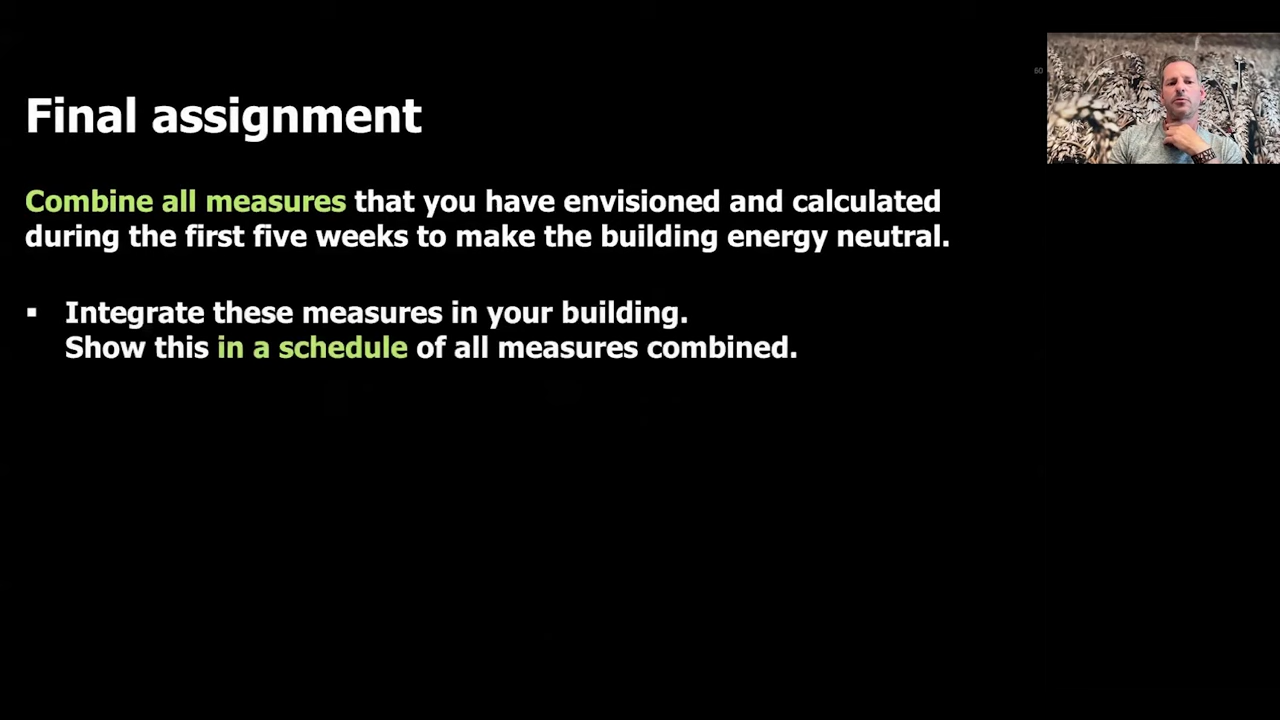 60
Final assignment
Combine all measures that you have envisioned and calculated
during the first five weeks to make the building energy neutral.
▪ Integrate these measures in your building.
Show this in a schedule of all measures combined.